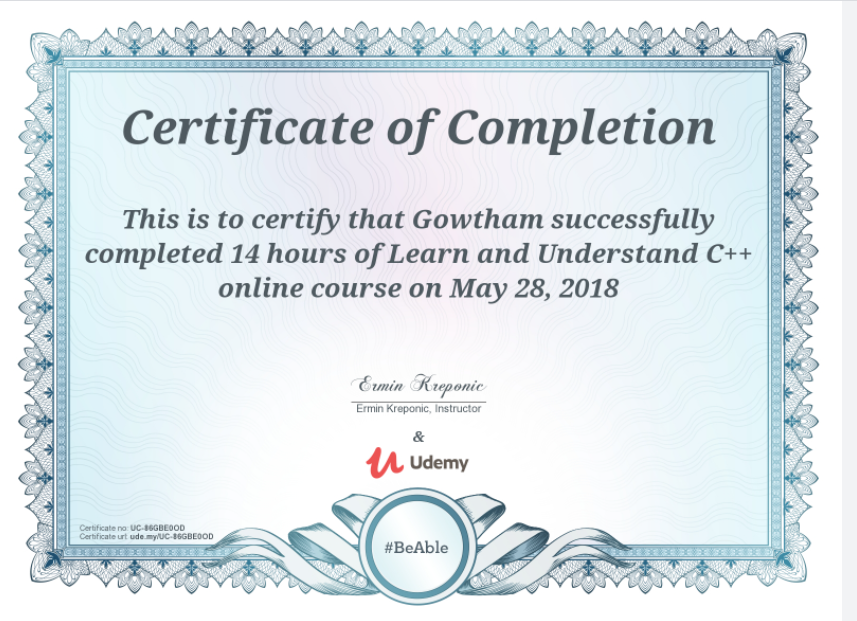 Certificate of Completion
This is to certify that Gowtham successfully
completed 14 hours of Learn and Understand C++
online course on May 28, 2018
Ermin Kreponic
Ermin Kreponic, Instructor
&
Udemy
Certificate no: UC-86GBE0OD
Certificate url: ude.my/UC-86GBE0OD
#BeAble